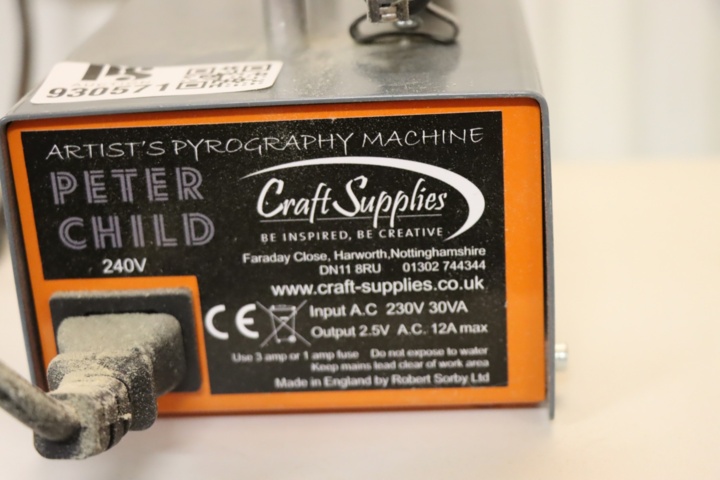 930571
ARTIST'S PYROGRAPHY MACHINE
PETER
CHILD
240V
Craft Supplies
BE INSPIRED, BE CREATIVE
Faraday Close, Harworth,Nottinghamshire
DN11 8RU 01302 744344
www.craft-supplies.co.uk
CE
Input A.C 230V 30VA
Output 2.5V A.C. 12A max
Use 3 amp or 1 amp fuse Do not expose to water
Keep mains lead clear of work area
Made in England by Robert Sorby Ltd